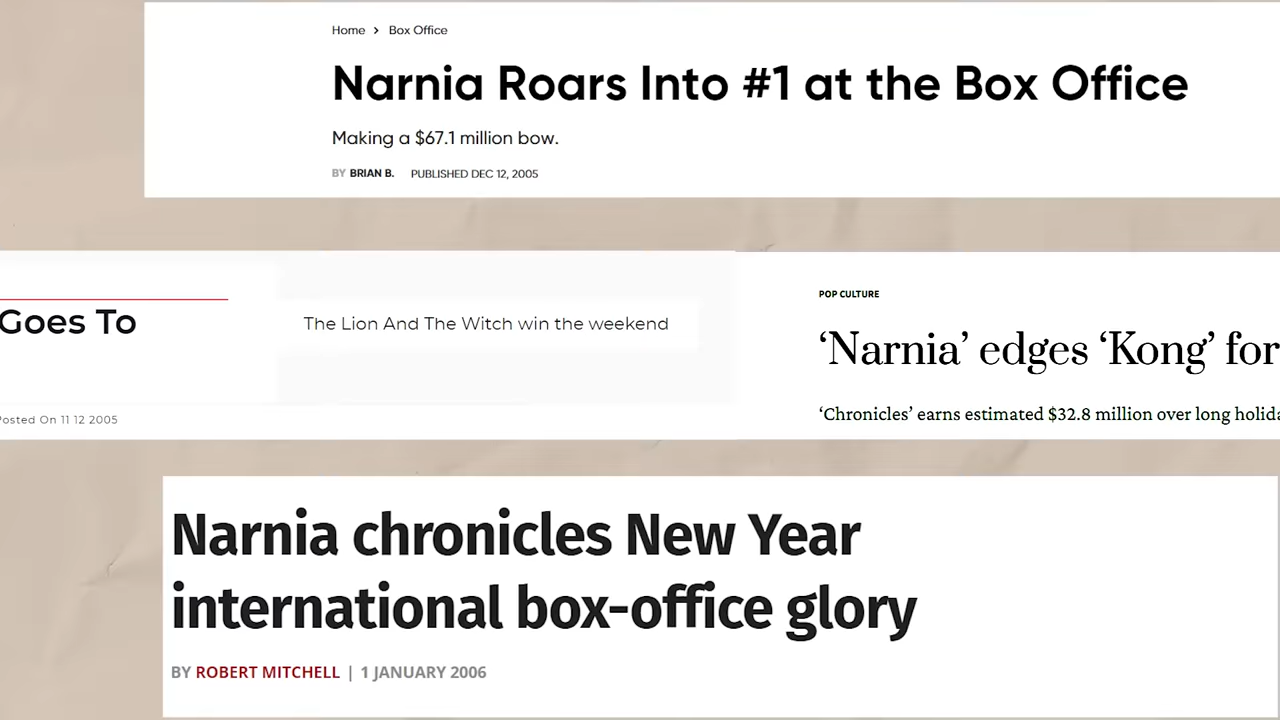 Home > Box Office
Narnia Roars Into #1 at the Box Office
Making a $67.1 million bow.
BY BRIAN B. PUBLISHED DEC 12, 2005
Goes To
The Lion And The Witch win the weekend
Posted On 11 12 2005
POP CULTURE
‘Narnia’ edges ‘Kong’ for
‘Chronicles’ earns estimated $32.8 million over long
Narnia chronicles New Year
international box-office glory
BY ROBERT MITCHELL | 1 JANUARY 2006